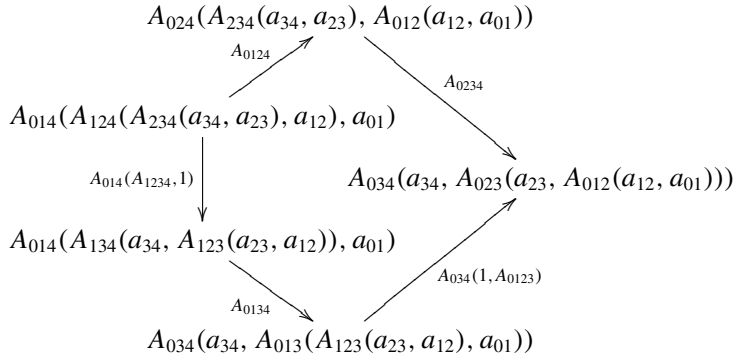 A_{024}(A_{234}(a_{34}, a_{23}), A_{012}(a_{12}, a_{01}))
A_{0124}
A_{0234}
A_{014}(A_{124}(A_{234}(a_{34}, a_{23}), a_{12}), a_{01})
A_{014}(A_{1234},1)
A_{034}(a_{34}, A_{023}(a_{23}, A_{012}(a_{12}, a_{01})))
A_{014}(A_{134}(a_{34}, A_{123}(a_{23}, a_{12})), a_{01})
A_{034}(1,A_{0123})
A_{0134}
A_{034}(a_{34}, A_{013}(A_{123}(a_{23}, a_{12}), a_{01}))